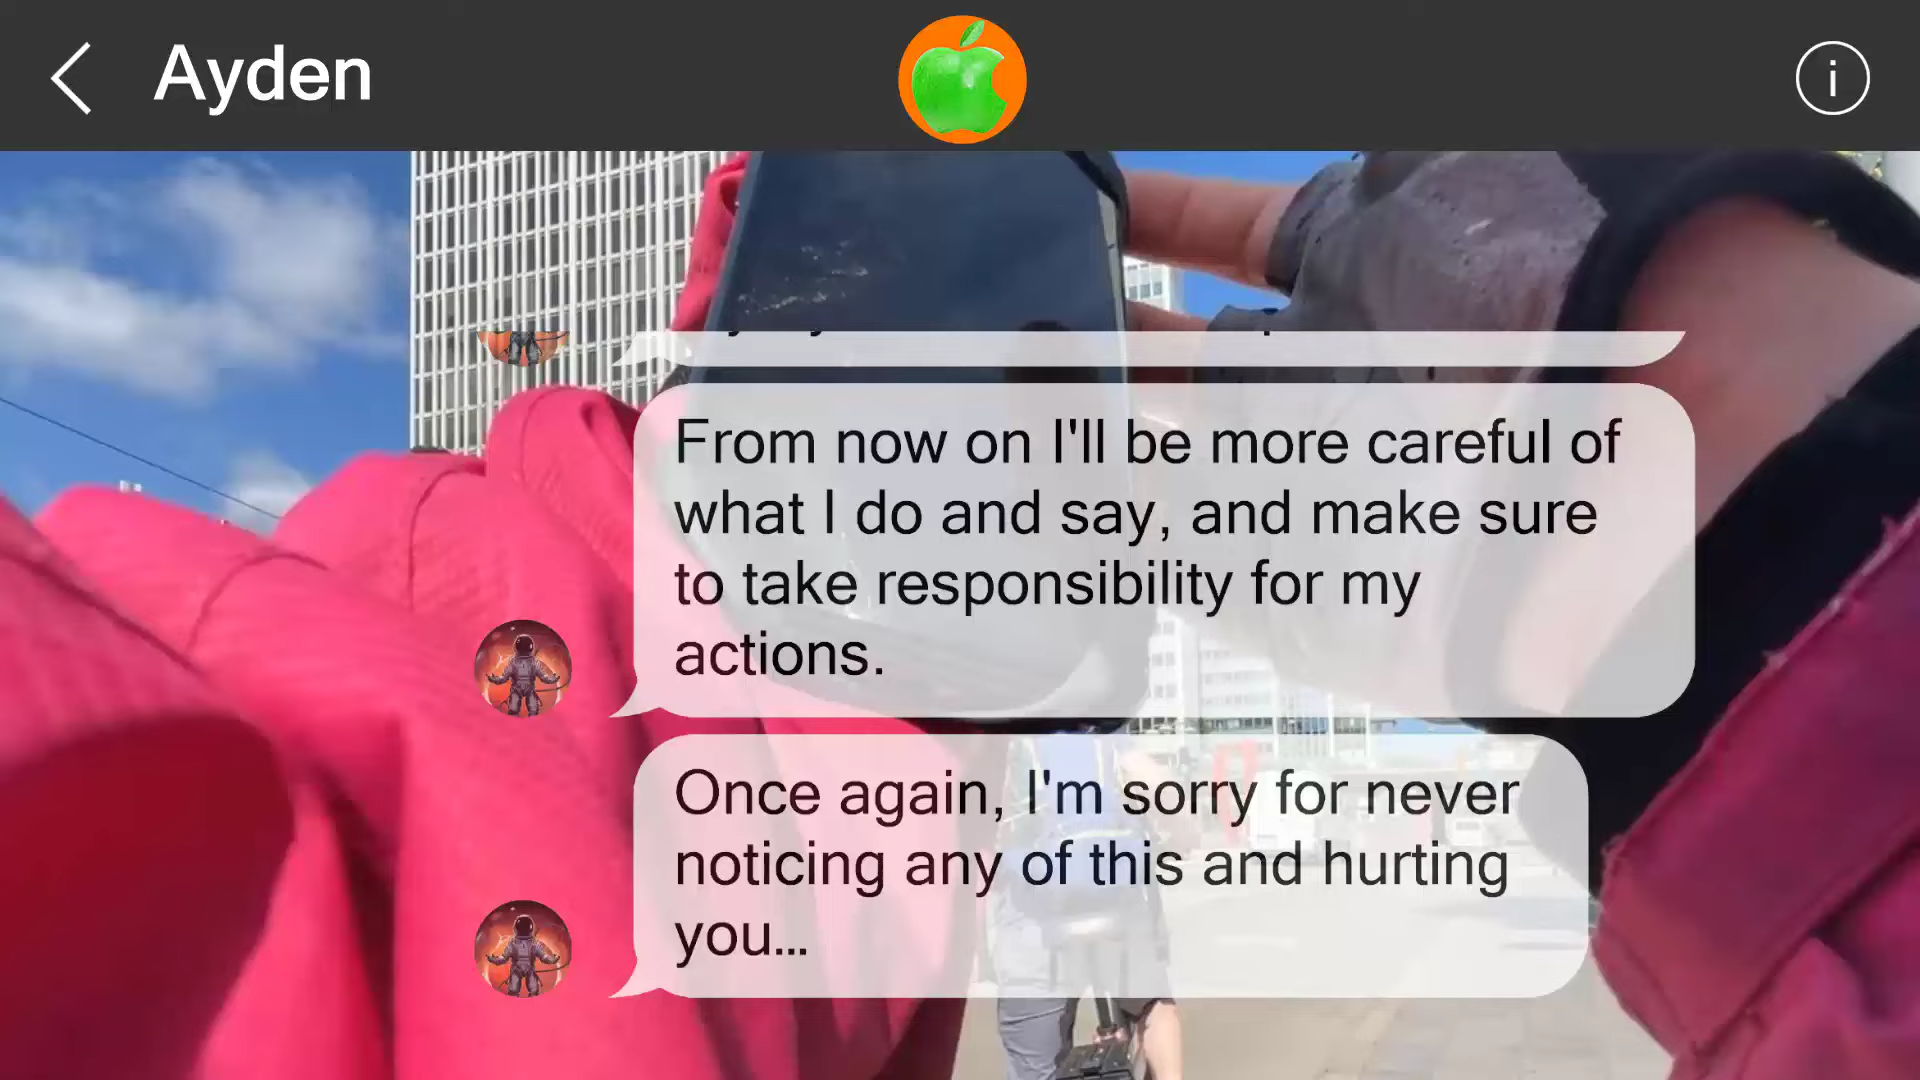 Ayden
i
From now on I'll be more careful of
what I do and say, and make sure
to take responsibility for my
actions.
Once again, I'm sorry for never
noticing any of this and hurting
you...